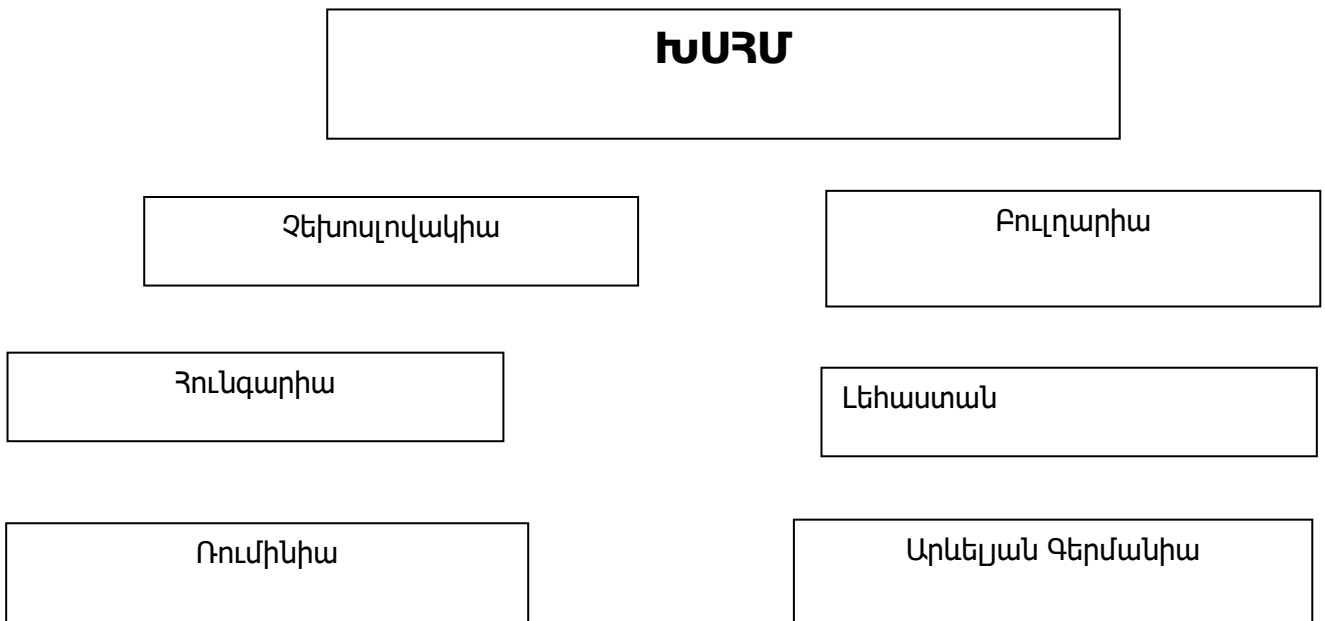 ԽՍՀՄ
Չեխոսլովակիա
Բուլղարիա
Հունգարիա
Լեհաստան
Ռումինիա
Արևելյան Գերմանիա